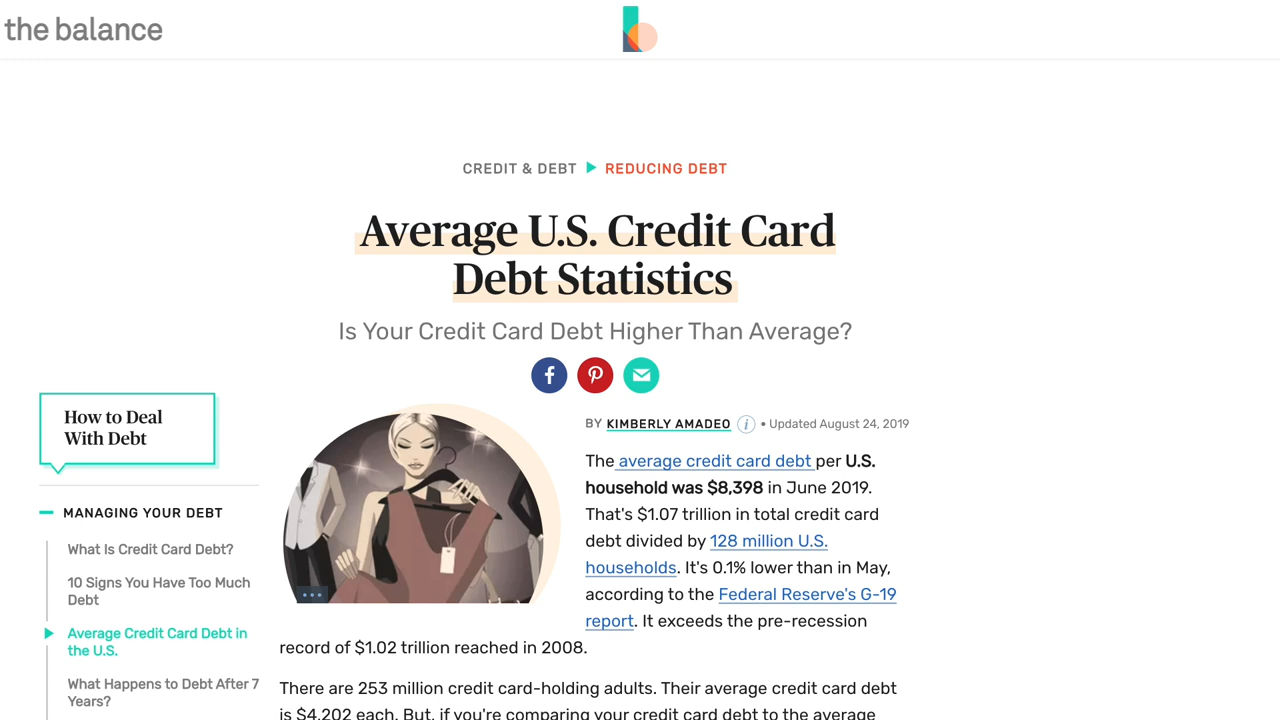 the balance
CREDIT & DEBT
REDUCING DEBT
Average U.S. Credit Card
Debt Statistics
Is Your Credit Card Debt Higher Than Average?
How to Deal
With Debt
MANAGING YOUR DEBT
What Is Credit Card Debt?
10 Signs You Have Too Much
Debt
Average Credit Card Debt in
the U.S.
What Happens to Debt After 7
Years?
BY KIMBERLY AMADEO i • Updated August 24, 2019
The average credit card debt per U.S.
household was $8,398 in June 2019.
That's $1.07 trillion in total credit card
debt divided by 128 million U.S.
households. It's 0.1% lower than in May,
according to the Federal Reserve's G-19
report. It exceeds the pre-recession
record of $1.02 trillion reached in 2008.
There are 253 million credit card-holding adults. Their average credit card debt
is $4,202 each. But, if you're comparing your credit card debt to the average